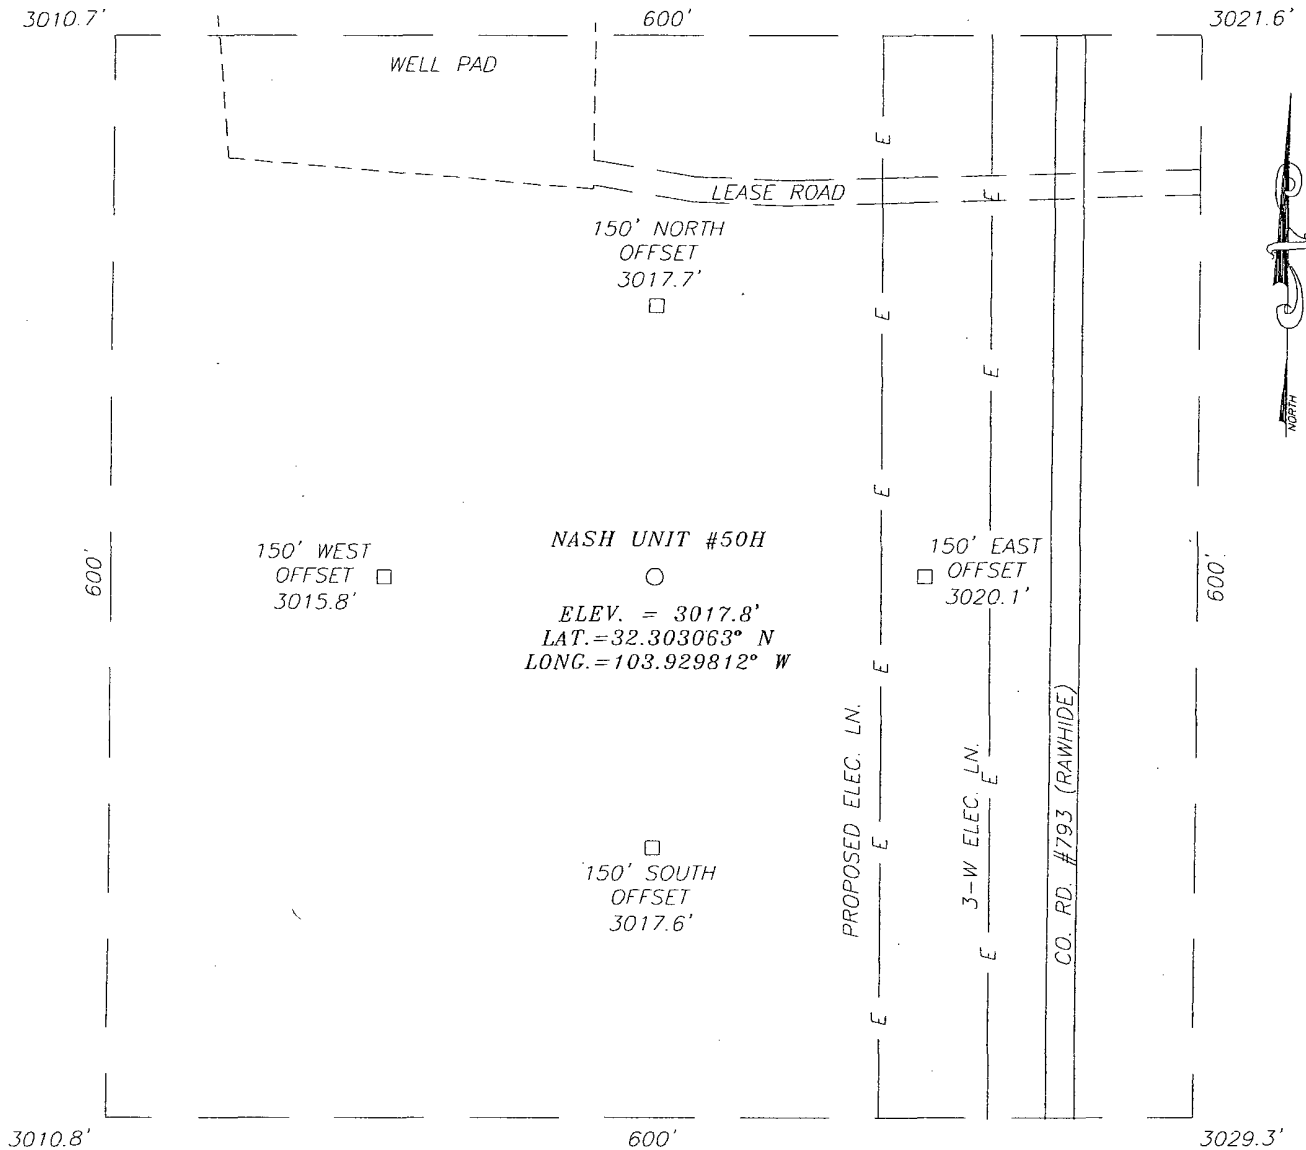 3010.7'
600'
3021.6'
WELL PAD
E
LEASE ROAD
E
150' NORTH
OFFSET
3017.7'
E
E
NORTH
E
600'
150' WEST
OFFSET
3015.8'
NASH UNIT #50H
ELEV. = 3017.8'
LAT.=32.303063° N
LONG.=103.929812° W
150' EAST
OFFSET
3020.1'
600'
E
PROPOSED ELEC. LN.
E
3-W ELEC. LN.
E
CO. RD. #793 (RAWHIDE)
150' SOUTH
OFFSET
3017.6'
E
E
3010.8'
600'
3029.3'